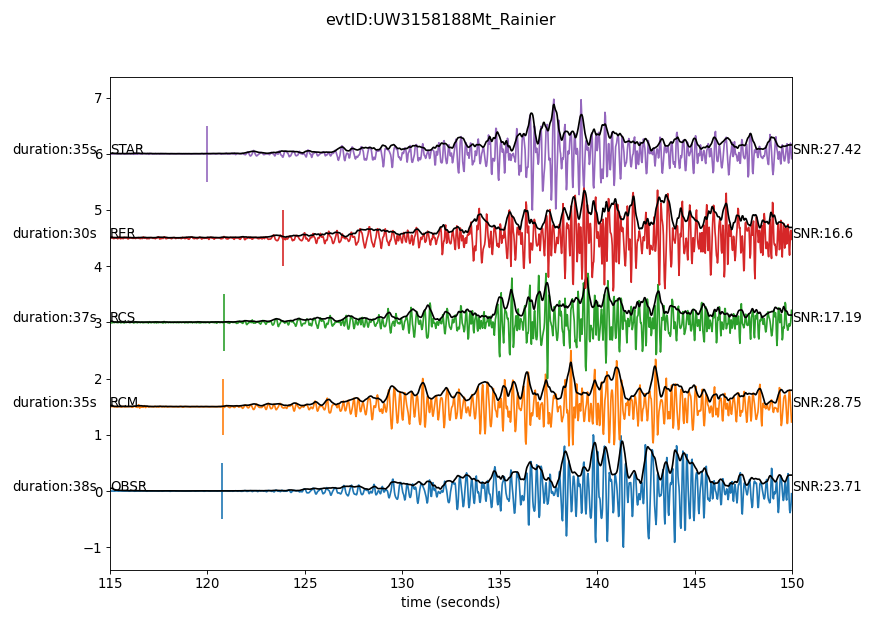 evtID:UW3158188Mt_Rainier
7
duration:35s 6 STAR SNR:27.42
5
duration:30s RER SNR:16.6
4
duration:37s 3 RCS SNR:17.19
2
duration:35s RCM SNR:28.75
1
duration:38s 0 OBSR SNR:23.71
−1
115 120 125 130 135 140 145 150
time (seconds)